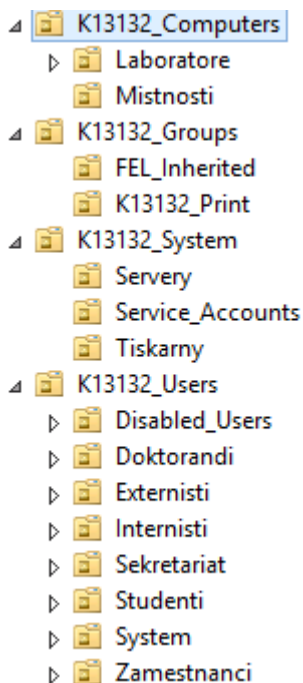 K13132_Computers
Laboratore
Mistnosti
K13132_Groups
FEL_Inherited
K13132_Print
K13132_System
Servery
Service_Accounts
Tiskarny
K13132_Users
Disabled_Users
Doktorandi
Externisti
Internisti
Sekretariat
Studenti
System
Zamestnanci